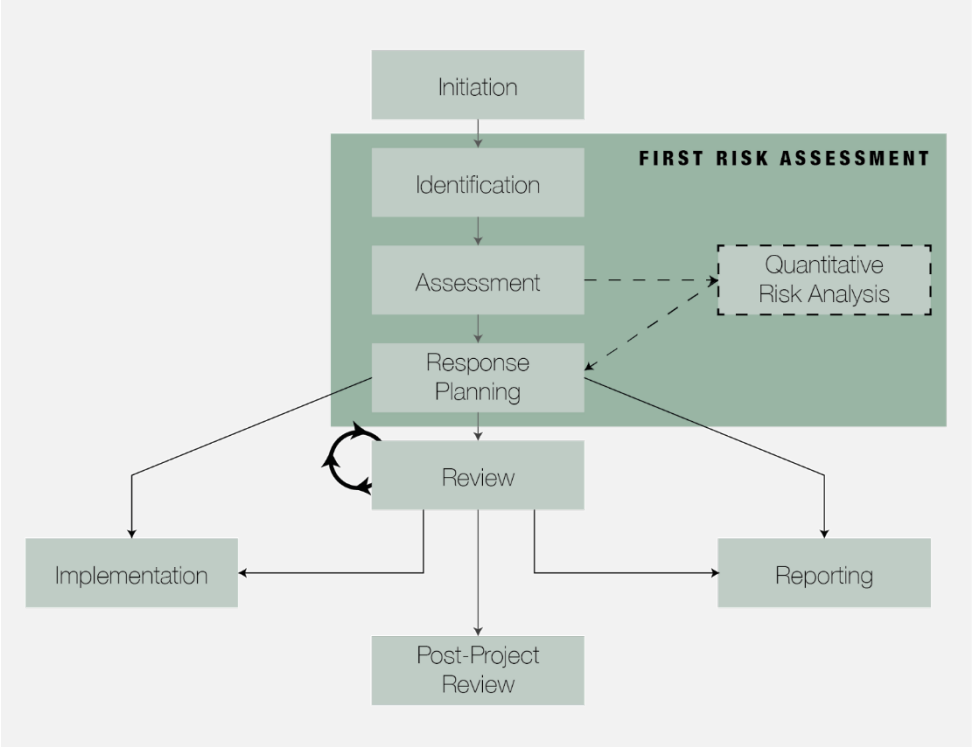 Initiation
FIRST RISK ASSESSMENT
Identification
Assessment
Quantitative
Risk Analysis
Response
Planning
Review
Implementation
Reporting
Post-Project
Review